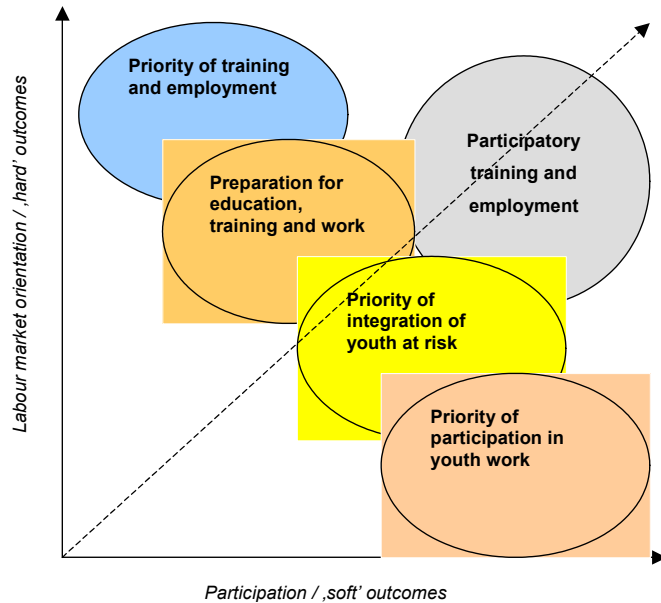 Priority of training
and employment
Participatory
training and
employment
Preparation for
education,
training and work
Priority of
integration of
youth at risk
Priority of
participation in
youth work
Labour market orientation / ‚hard’ outcomes
Participation / ‚soft’ outcomes